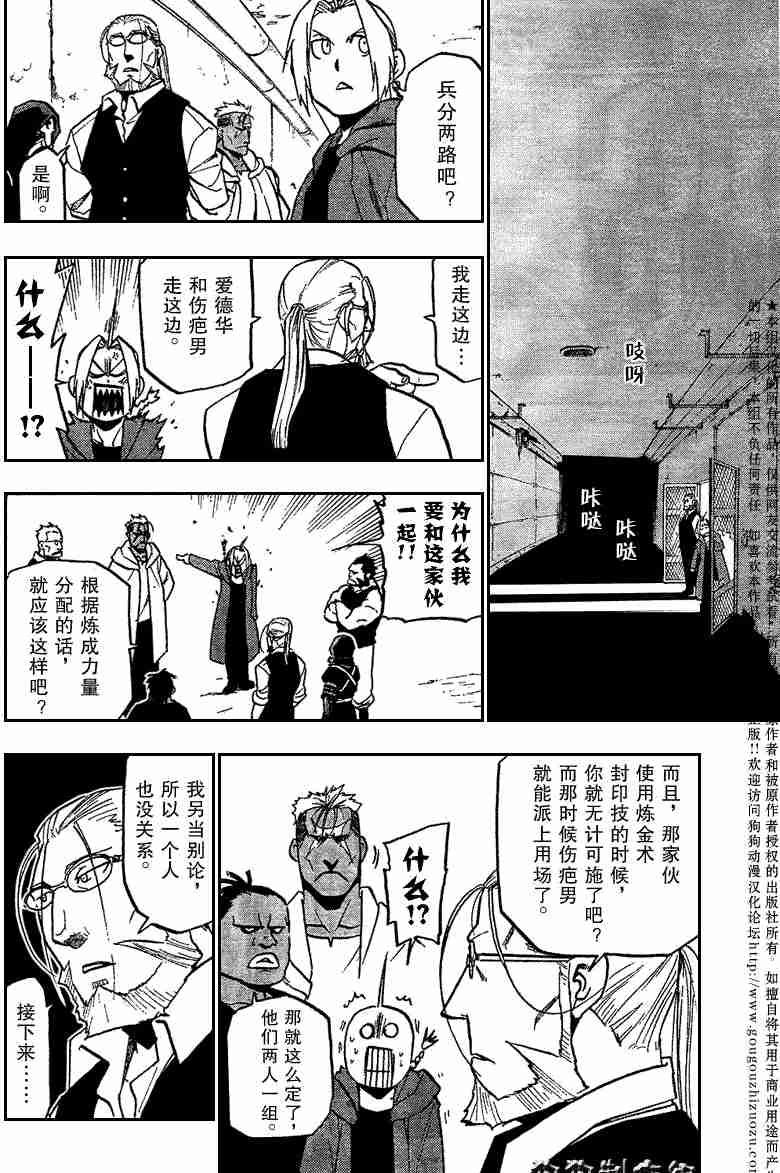 吱呀
咔哒
咔哒
兵分两路吧？
是啊。
我走这边…
爱德华
和伤疤男
走这边。
什么——!?
为什么我
要和这家伙
一起!!
根据炼成力量
分配的话，
就应该这样吧？
而且，那家伙
使用炼金术
封印技的时候，
你就无计可施了吧？
而那时候伤疤男
就能派上用场了。
什么!?
那就这么定了，
他们两人一组。
我另当别论，
所以一个人
也没关系。
接下来……
原作者和被原作者授权的出版社所有。如擅自将其用于商业用途而产
正版!!欢迎访问狗狗动漫汉化论坛http://www.gougouzhizuozu.com